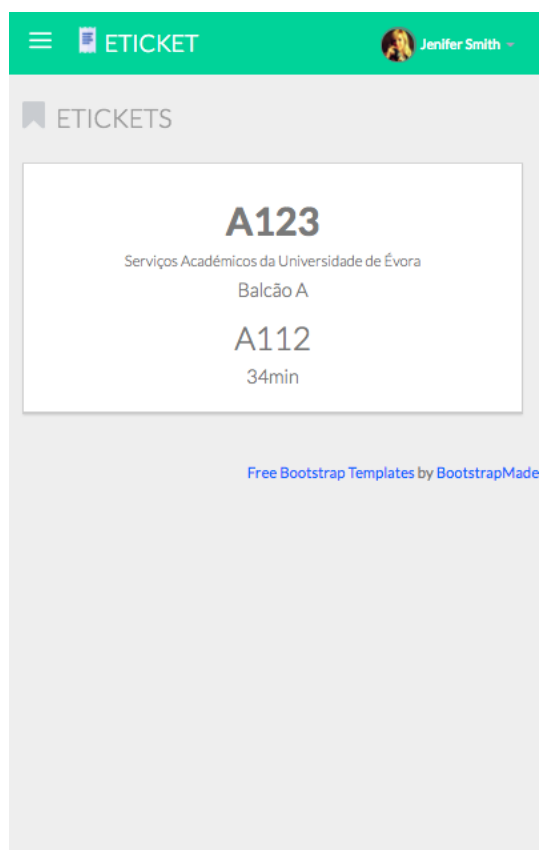 ETICKET
Jenifer Smith
ETICKETS
A123
Serviços Académicos da Universidade de Évora
Balcão A
A112
34min
Free Bootstrap Templates by BootstrapMade